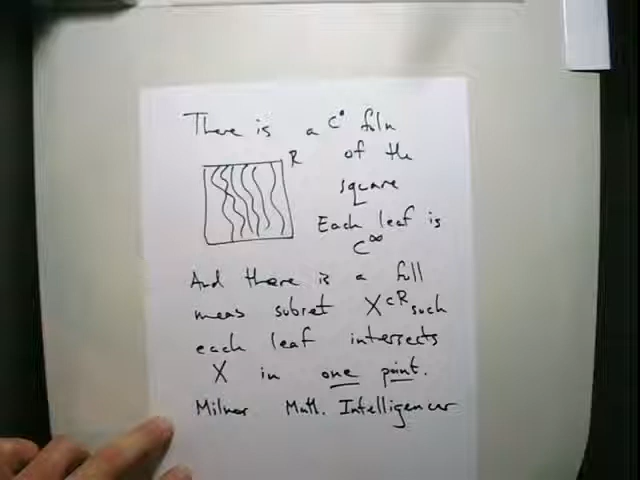 There is a C⁰ foln
R of the
square
Each leaf is
C∞
And there is a full
meas subset X⊂R such
each leaf intersects
X in one point.
Milnor Math. Intelligencer